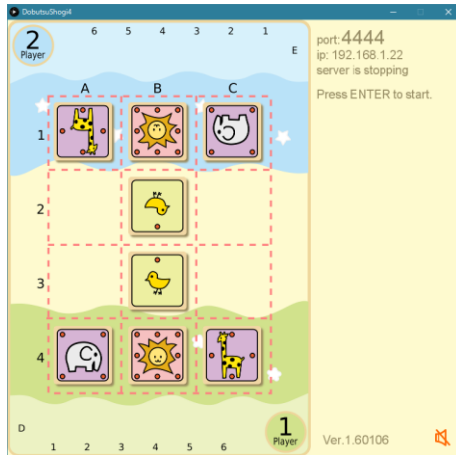 DobutsuShogi4
2
Player
6 5 4 3 2 1
E
A B C
1
2
3
4
D
1 2 3 4 5 6
1
Player
port:4444
ip: 192.168.1.22
server is stopping
Press ENTER to start.
Ver.1.60106